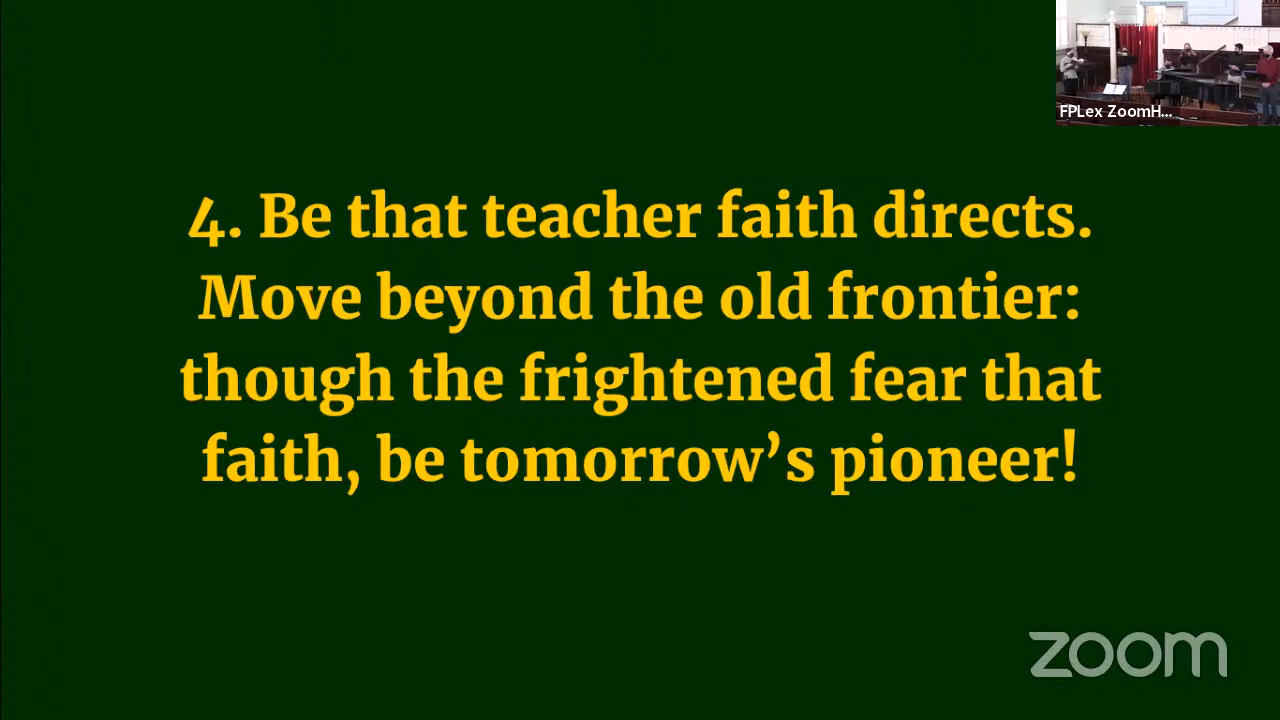 FPLex ZoomH...
4. Be that teacher faith directs.
Move beyond the old frontier:
though the frightened fear that
faith, be tomorrow’s pioneer!
zoom